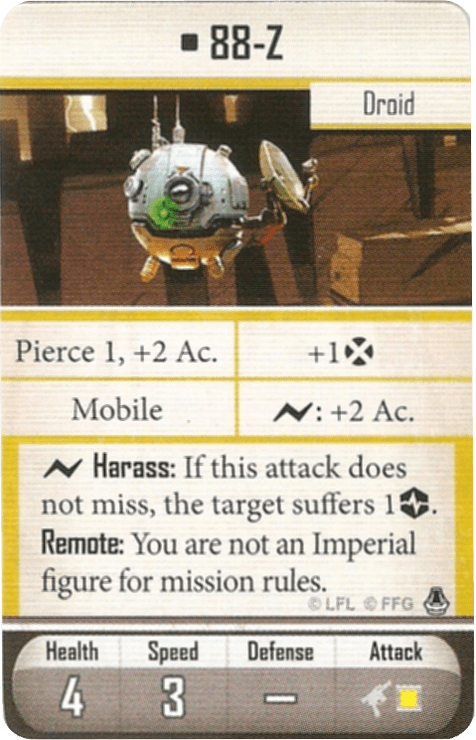 88-Z
Droid
Pierce 1, +2 Ac.
+1
Mobile
: +2 Ac.
Harass: If this attack does
not miss, the target suffers 1 .
Remote: You are not an Imperial
figure for mission rules.
© LFL © FFG
Health
Speed
Defense
Attack
4
3
–